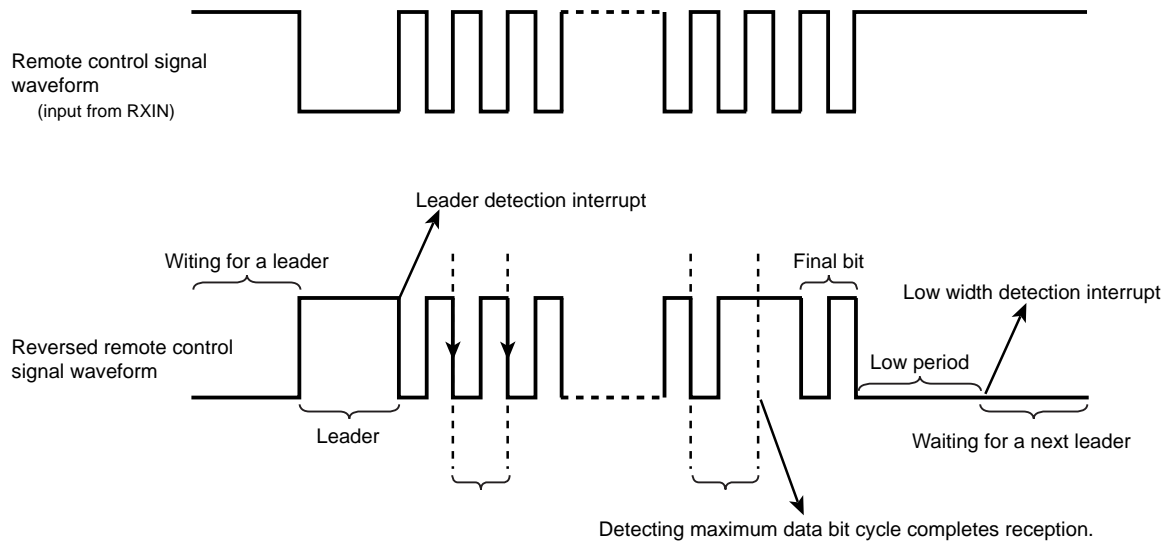 Remote control signal
waveform
(input from RXIN)
Leader detection interrupt
Witing for a leader
Final bit
Low width detection interrupt
Reversed remote control
signal waveform
Low period
Leader
Waiting for a next leader
Detecting maximum data bit cycle completes reception.